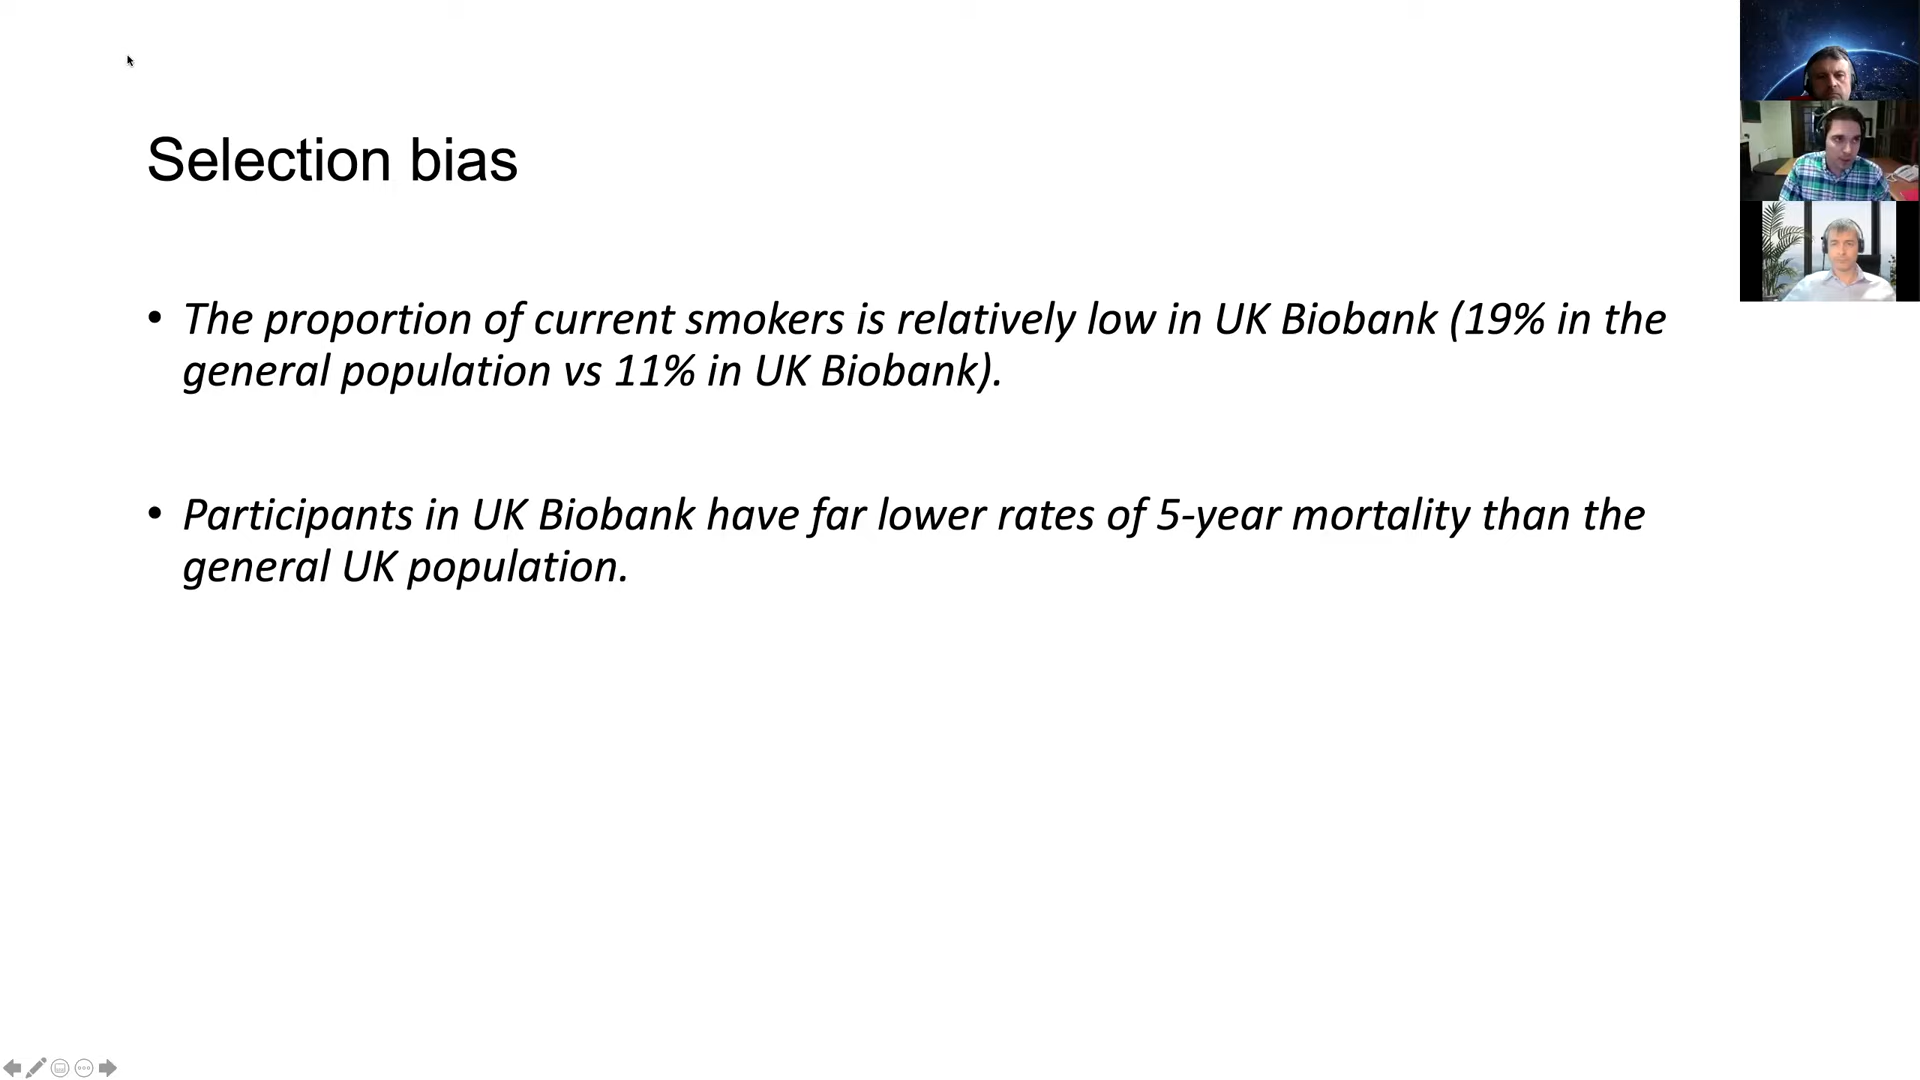 Selection bias
• The proportion of current smokers is relatively low in UK Biobank (19% in the
general population vs 11% in UK Biobank).
• Participants in UK Biobank have far lower rates of 5-year mortality than the
general UK population.